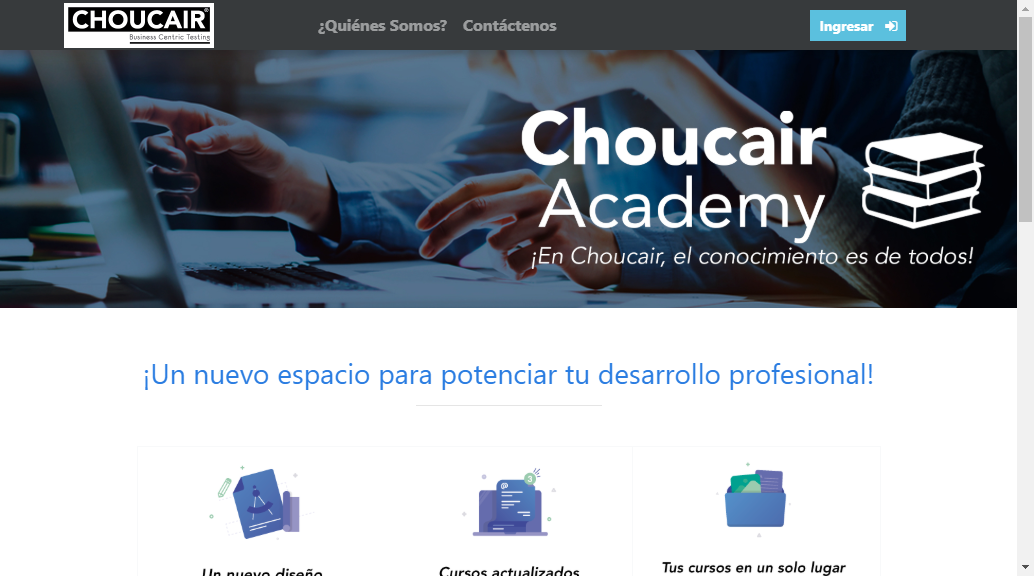 CHOUCAIR®
Business Centric Testing
¿Quiénes Somos? Contáctenos
Ingresar
Choucair
Academy
¡En Choucair, el conocimiento es de todos!
¡Un nuevo espacio para potenciar tu desarrollo profesional!
@
3
Un nuevo diseño
Cursos actualizados
Tus cursos en un solo lugar